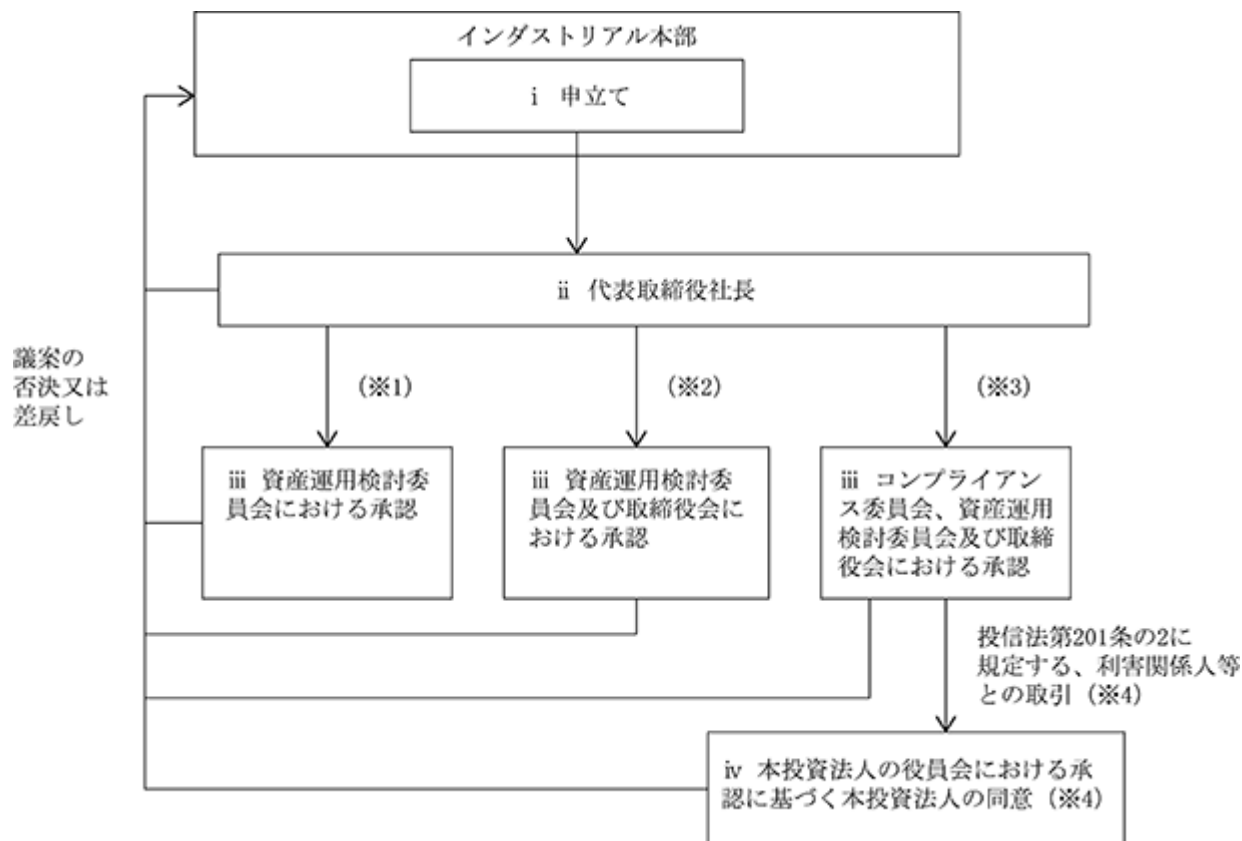 インダストリアル本部
ⅰ 申立て
ⅱ 代表取締役社長
議案の
否決又は
差戻し
(※1)
(※2)
(※3)
ⅲ 資産運用検討委
員会における承認
ⅲ 資産運用検討委
員会及び取締役会に
おける承認
ⅲ コンプライアン
ス委員会、資産運用
検討委員会及び取締
役会における承認
投信法第201条の2に
規定する、利害関係人等
との取引(※4)
ⅳ 本投資法人の役員会における承
認に基づく本投資法人の同意(※4)